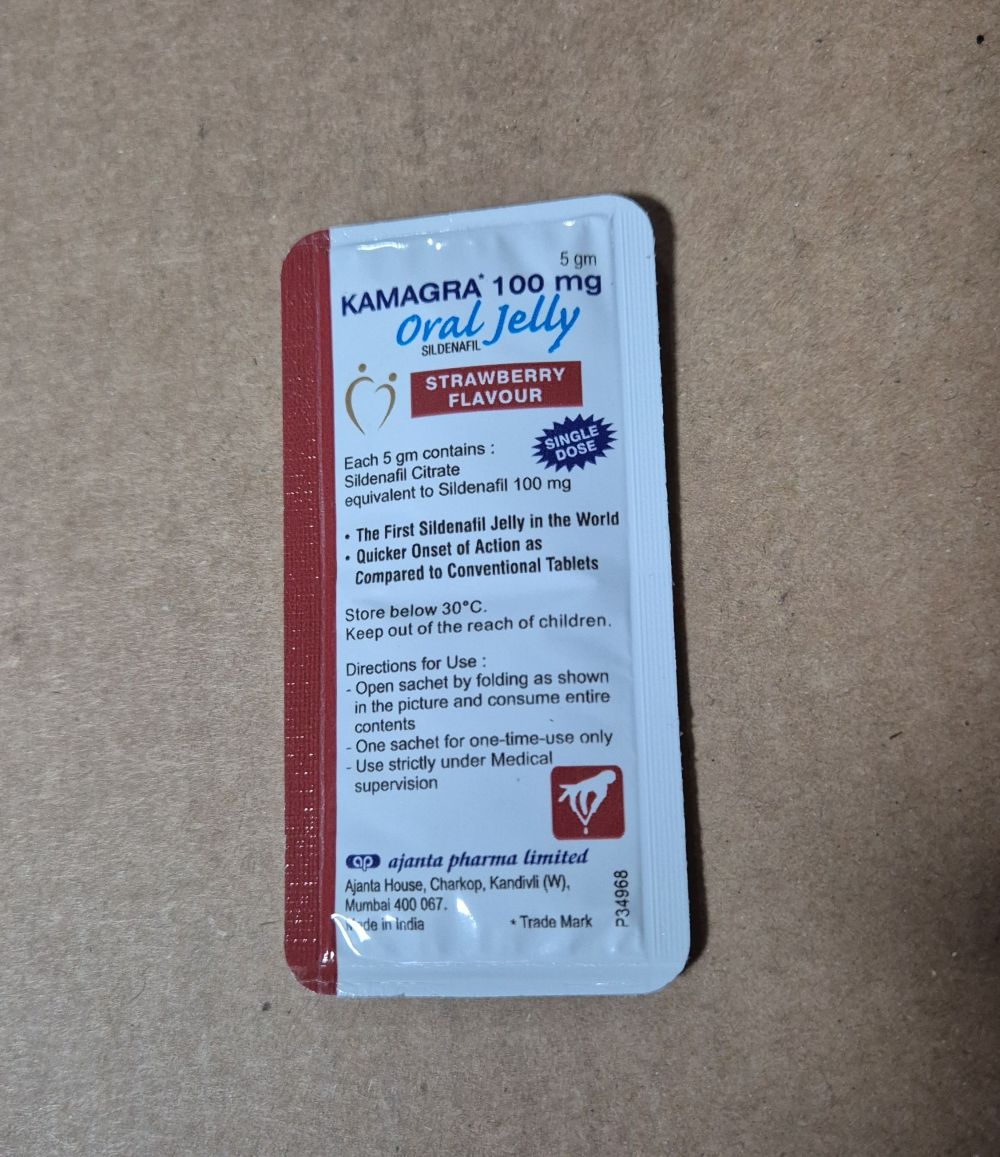 5 gm
KAMAGRA* 100 mg
Oral Jelly
SILDENAFIL
STRAWBERRY
FLAVOUR
SINGLE
DOSE
Each 5 gm contains :
Sildenafil Citrate
equivalent to Sildenafil 100 mg
• The First Sildenafil Jelly in the World
• Quicker Onset of Action as
Compared to Conventional Tablets
Store below 30°C.
Keep out of the reach of children.
Directions for Use :
- Open sachet by folding as shown
in the picture and consume entire
contents
- One sachet for one-time-use only
- Use strictly under Medical
supervision
ap ajanta pharma limited
Ajanta House, Charkop, Kandivli (W),
Mumbai 400 067.
Made in India
* Trade Mark
P34968